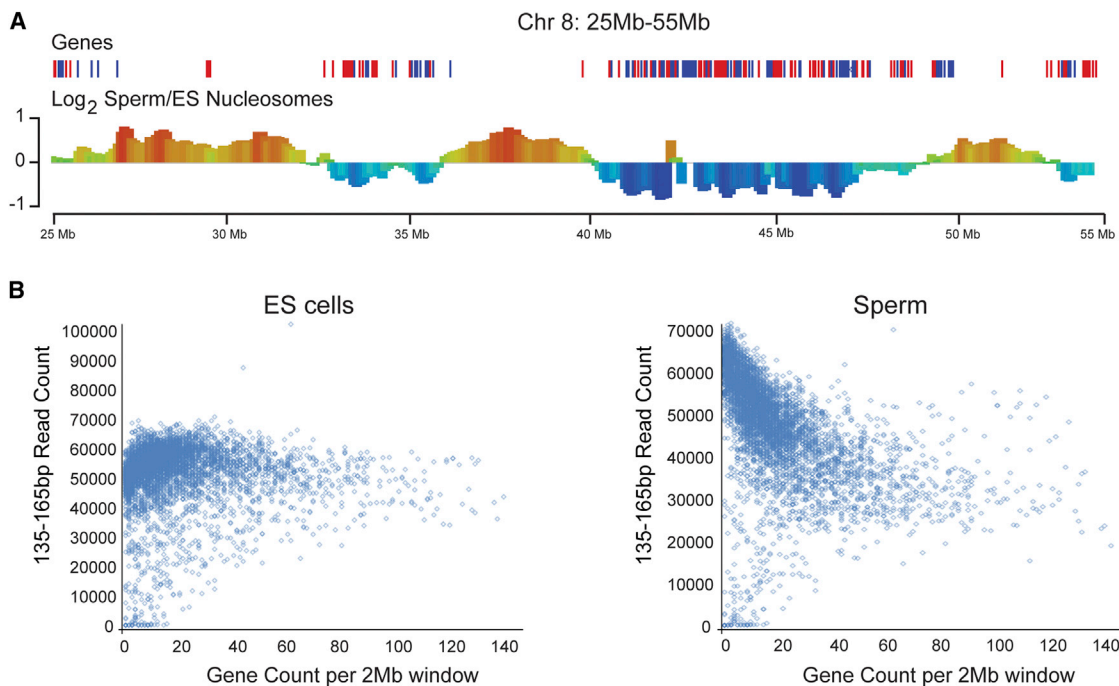 A
Chr 8: 25Mb-55Mb
Genes
Log2 Sperm/ES Nucleosomes
1
0
-1
25 Mb 30 Mb 35 Mb 40 Mb 45 Mb 50 Mb 55 Mb
B
ES cells
135-165bp Read Count
100000
90000
80000
70000
60000
50000
40000
30000
20000
10000
0
0 20 40 60 80 100 120 140
Gene Count per 2Mb window
Sperm
135-165bp Read Count
70000
60000
50000
40000
30000
20000
10000
0
0 20 40 60 80 100 120 140
Gene Count per 2Mb window